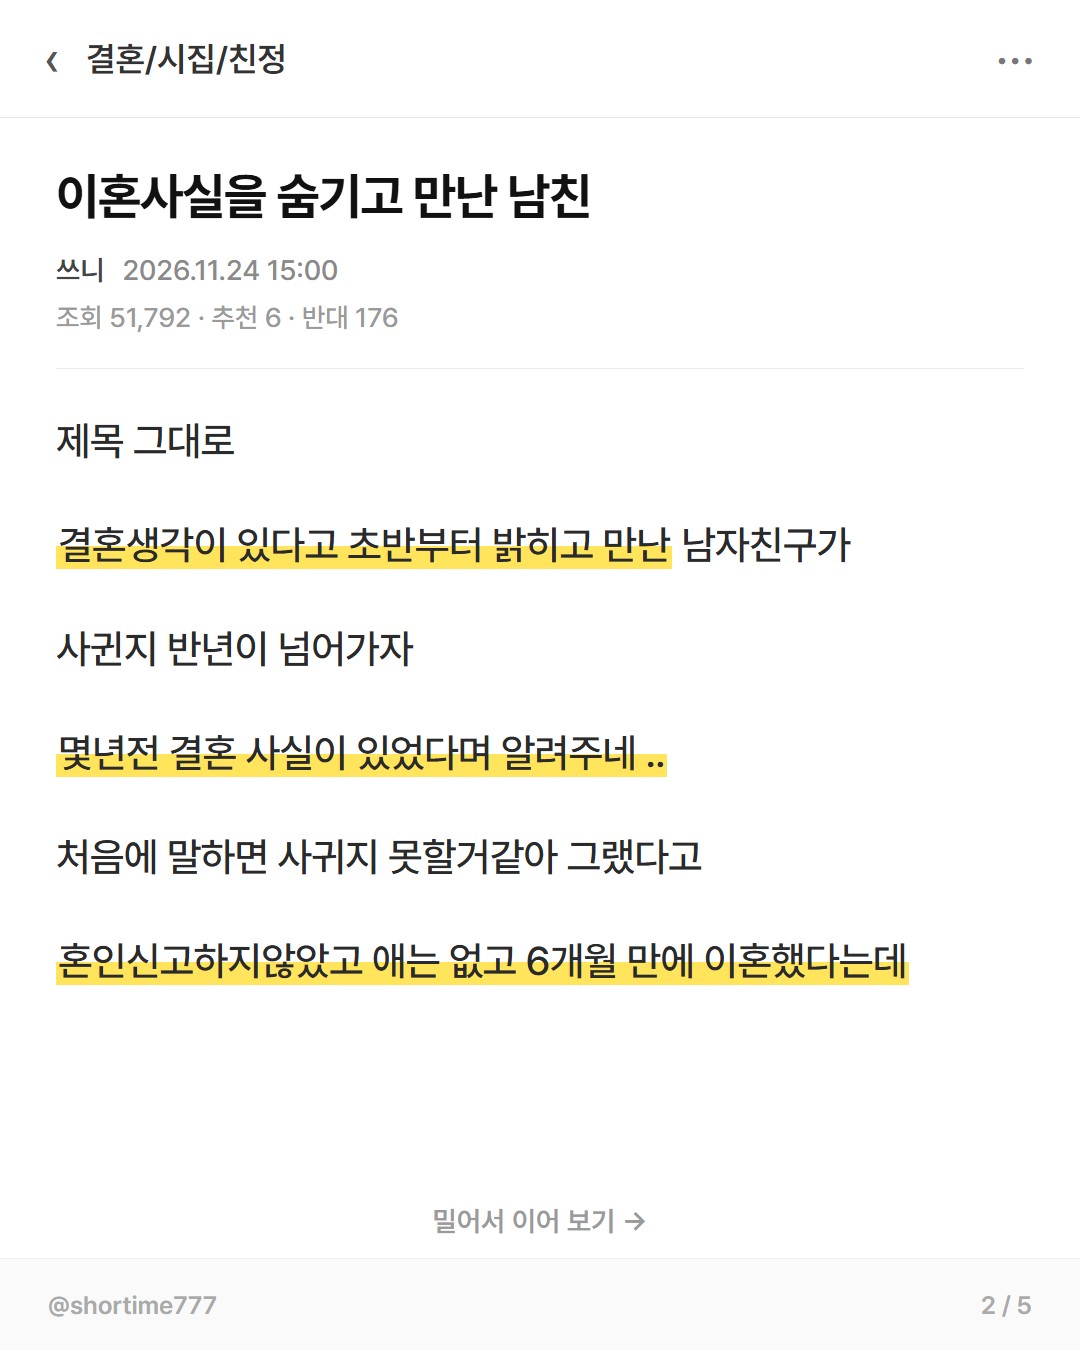 결혼/시집/친정
이혼사실을 숨기고 만난 남친
쓰니 2026.11.24 15:00
조회 51,792 · 추천 6 · 반대 176
제목 그대로
결혼생각이 있다고 초반부터 밝히고 만난 남자친구가
사귄지 반년이 넘어가자
몇년전 결혼 사실이 있었다며 알려주네 ..
처음에 말하면 사귀지 못할거같아 그랬다고
혼인신고하지않았고 애는 없고 6개월 만에 이혼했다는데
밀어서 이어 보기 →
@shortime777
2 / 5